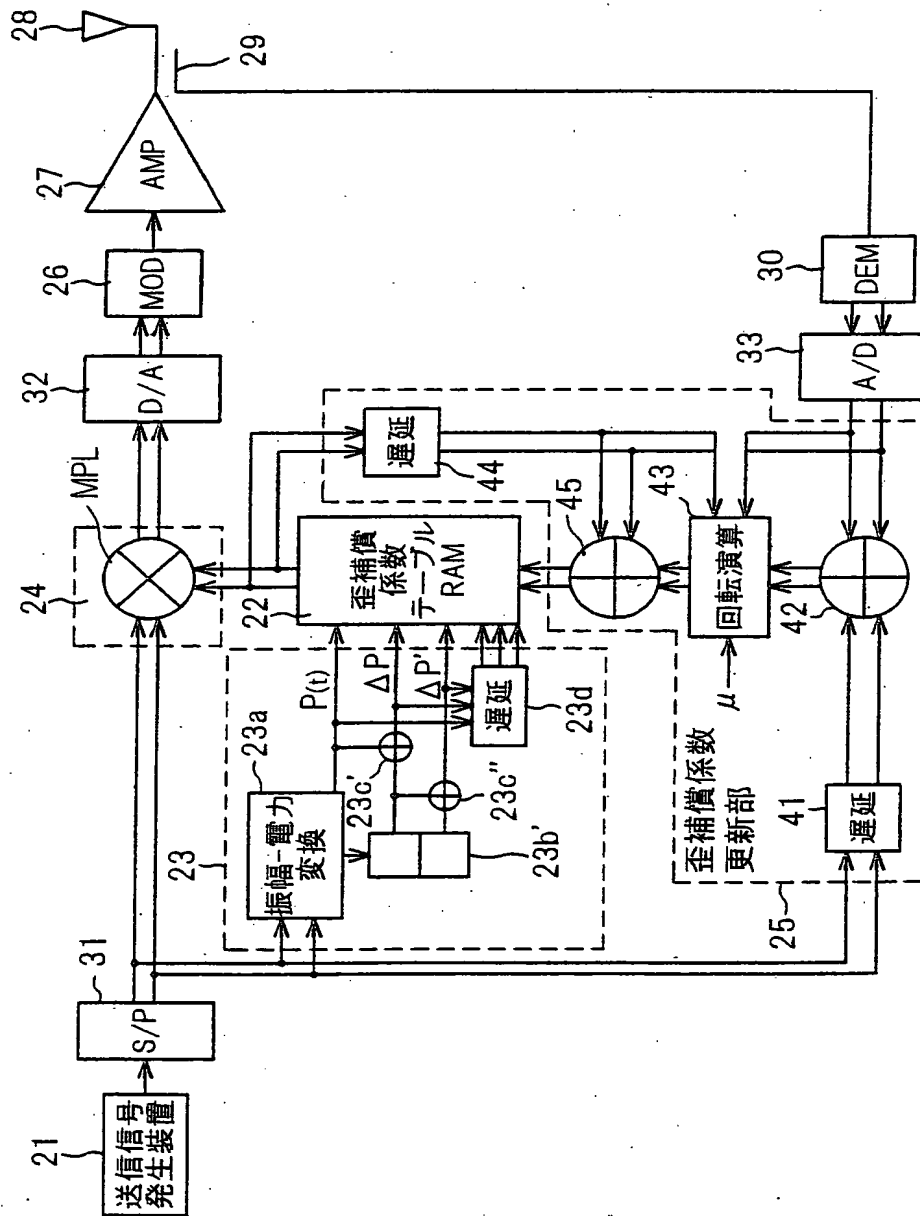 21
送信信号
発生装置
31
S/P
24
MPL
32
D/A
26
MOD
27
AMP
28
29
23
23a
振幅-電力
変換
P(t)
ΔP
ΔP'
23c'
23c"
23b'
遅延
23d
22
歪補償
係数
テーブル
RAM
遅延
44
45
43
回転演算
μ
42
歪補償係数
更新部
25
41
遅延
30
DEM
33
A/D